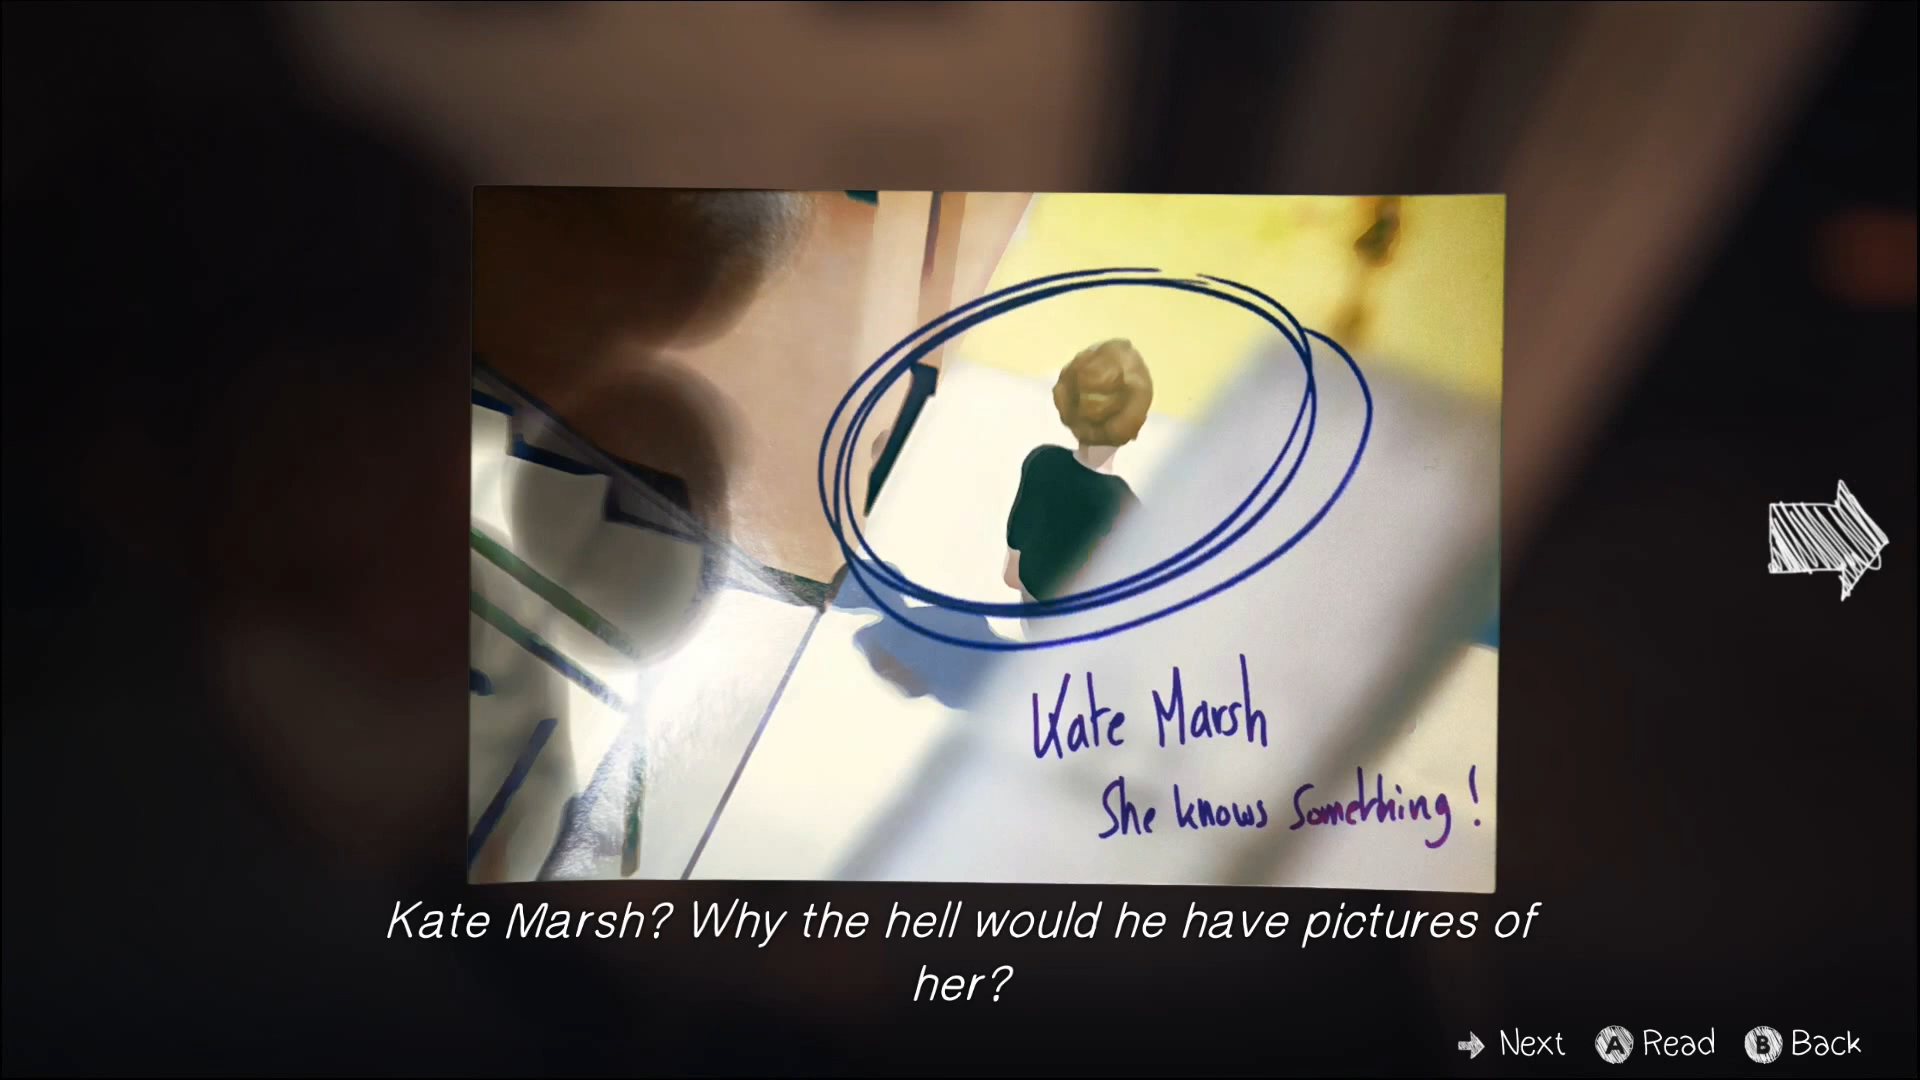 Kate Marsh
She knows something!
Kate Marsh? Why the hell would he have pictures of
her?
Next A Read B Back